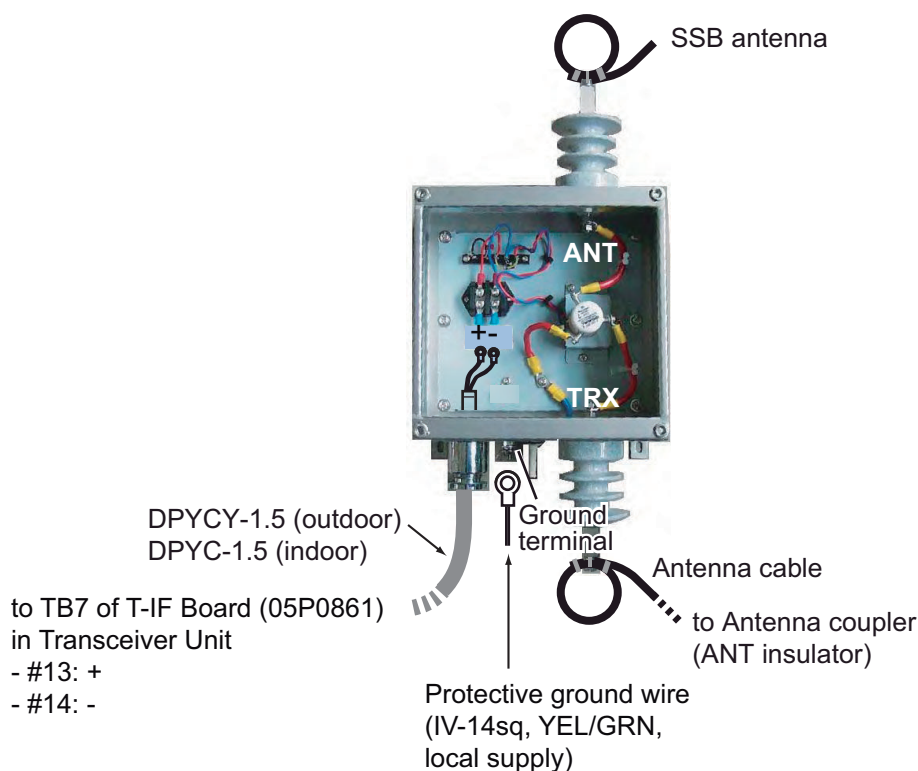 SSB antenna
ANT
+-
TRX
Ground
terminal
DPYCY-1.5 (outdoor)
DPYC-1.5 (indoor)
Antenna cable
to TB7 of T-IF Board (05P0861)
in Transceiver Unit
- #13: +
- #14: -
to Antenna coupler
(ANT insulator)
Protective ground wire
(IV-14sq, YEL/GRN,
local supply)